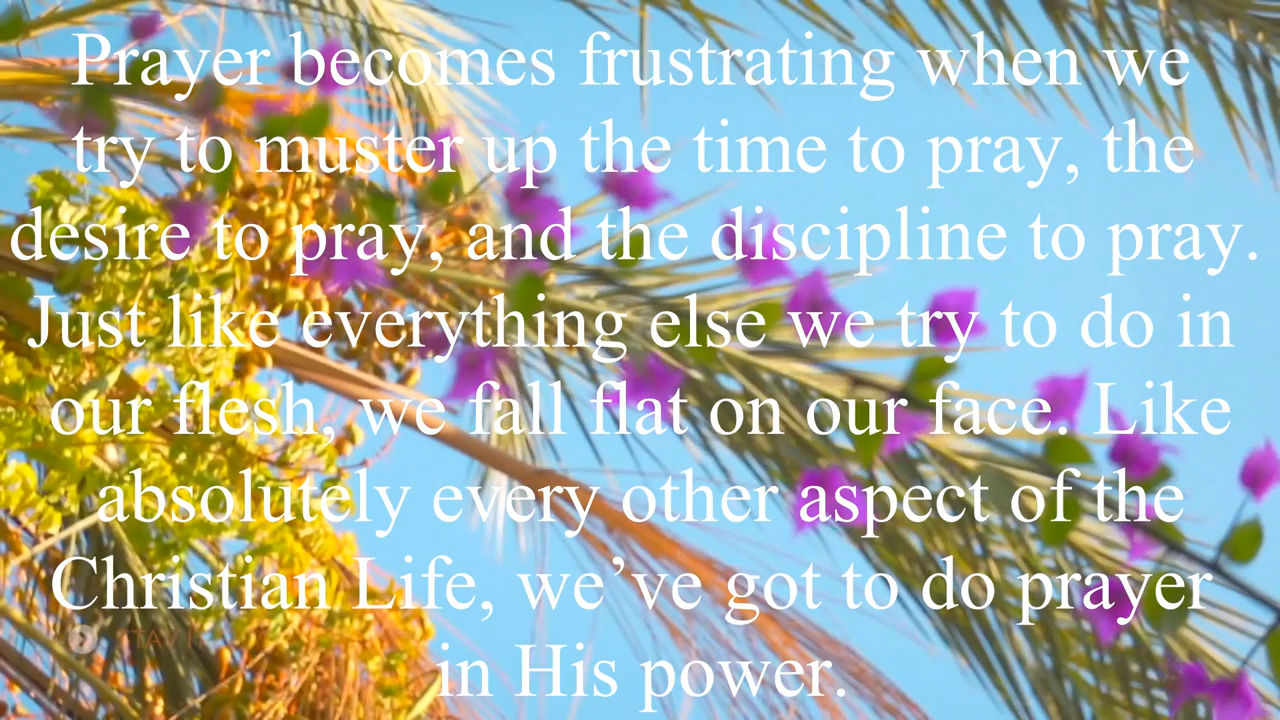 Prayer becomes frustrating when we
try to muster up the time to pray, the
desire to pray, and the discipline to pray.
Just like everything else we try to do in
our flesh, we fall flat on our face. Like
absolutely every other aspect of the
Christian Life, we’ve got to do prayer
in His power.